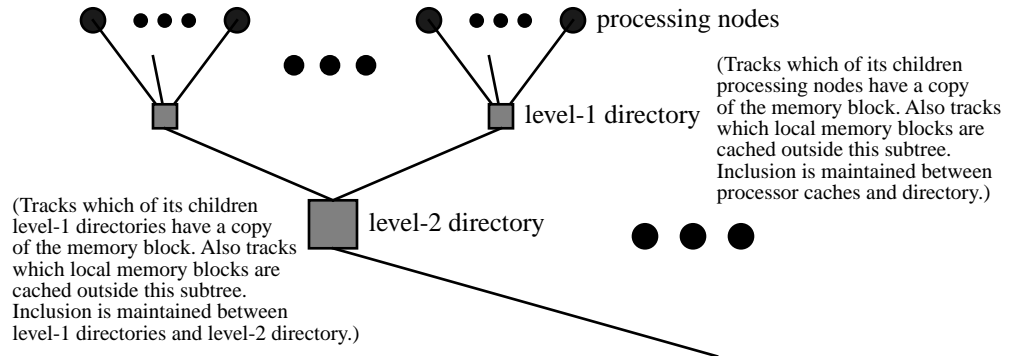 processing nodes
(Tracks which of its children
processing nodes have a copy
of the memory block. Also tracks
which local memory blocks are
cached outside this subtree.
Inclusion is maintained between
processor caches and directory.)
level-1 directory
(Tracks which of its children
level-1 directories have a copy
of the memory block. Also tracks
which local memory blocks are
cached outside this subtree.
Inclusion is maintained between
level-1 directories and level-2 directory.)
level-2 directory